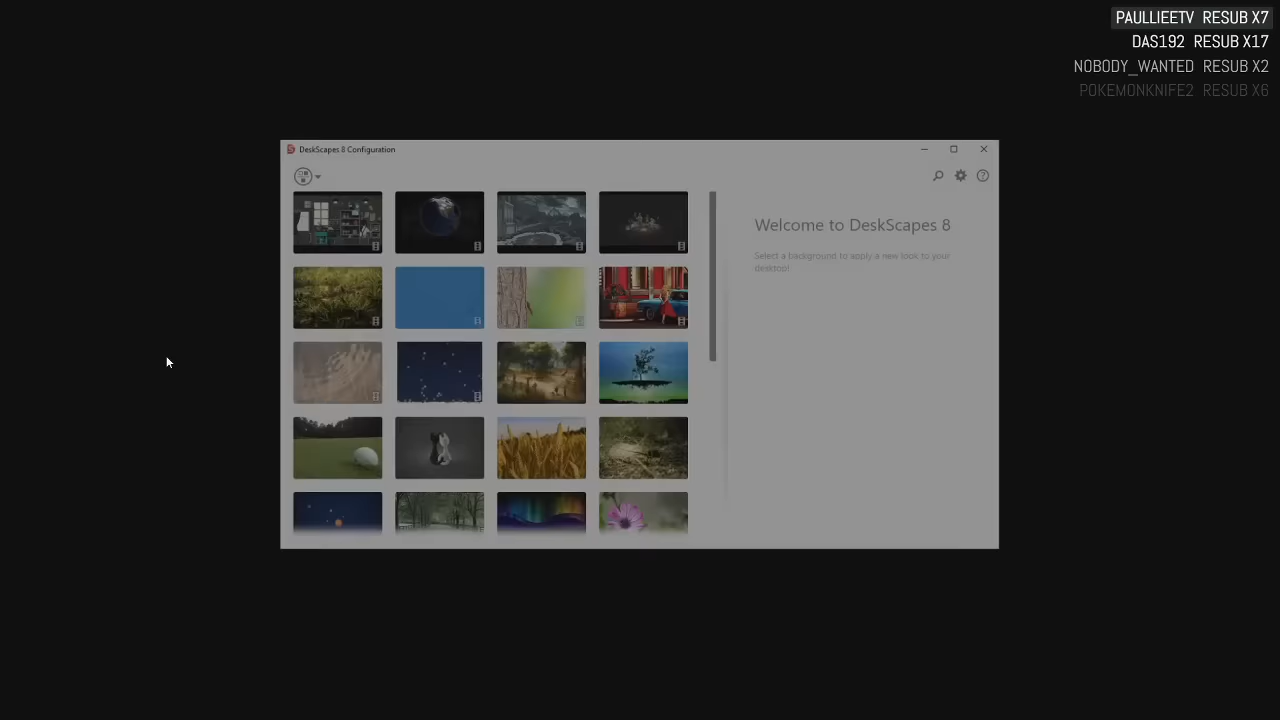 PAULLIEETV RESUB X7
DAS192 RESUB X17
NOBODY_WANTED RESUB X2
POKEMONKNIFE2 RESUB X6
DeskScapes 8 Configuration
Welcome to DeskScapes 8
Select a background to apply a new look to your
desktop!